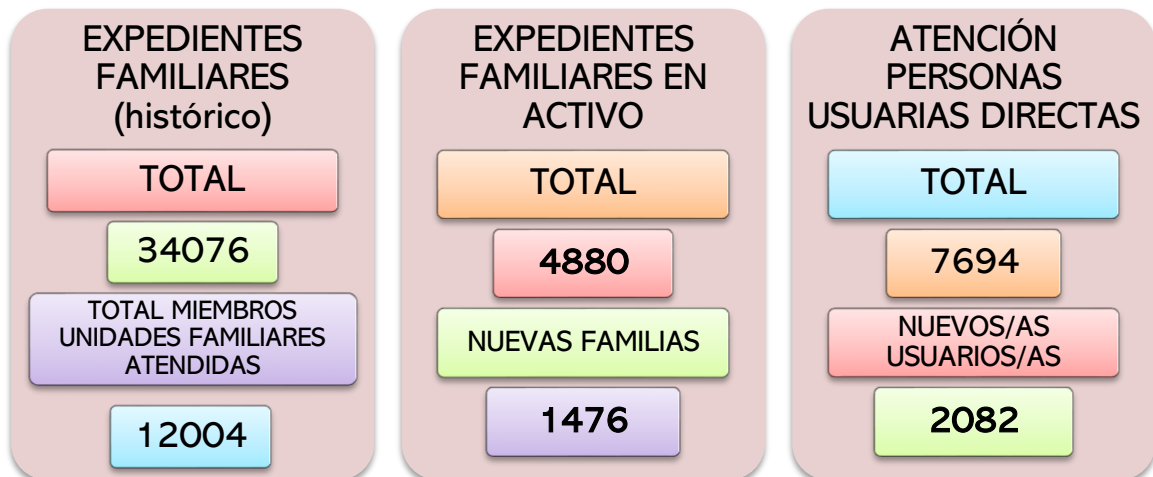 EXPEDIENTES
FAMILIARES
(histórico)
TOTAL
34076
TOTAL MIEMBROS
UNIDADES FAMILIARES
ATENDIDAS
12004
EXPEDIENTES
FAMILIARES EN
ACTIVO
TOTAL
4880
NUEVAS FAMILIAS
1476
ATENCIÓN
PERSONAS
USUARIAS DIRECTAS
TOTAL
7694
NUEVOS/AS
USUARIOS/AS
2082